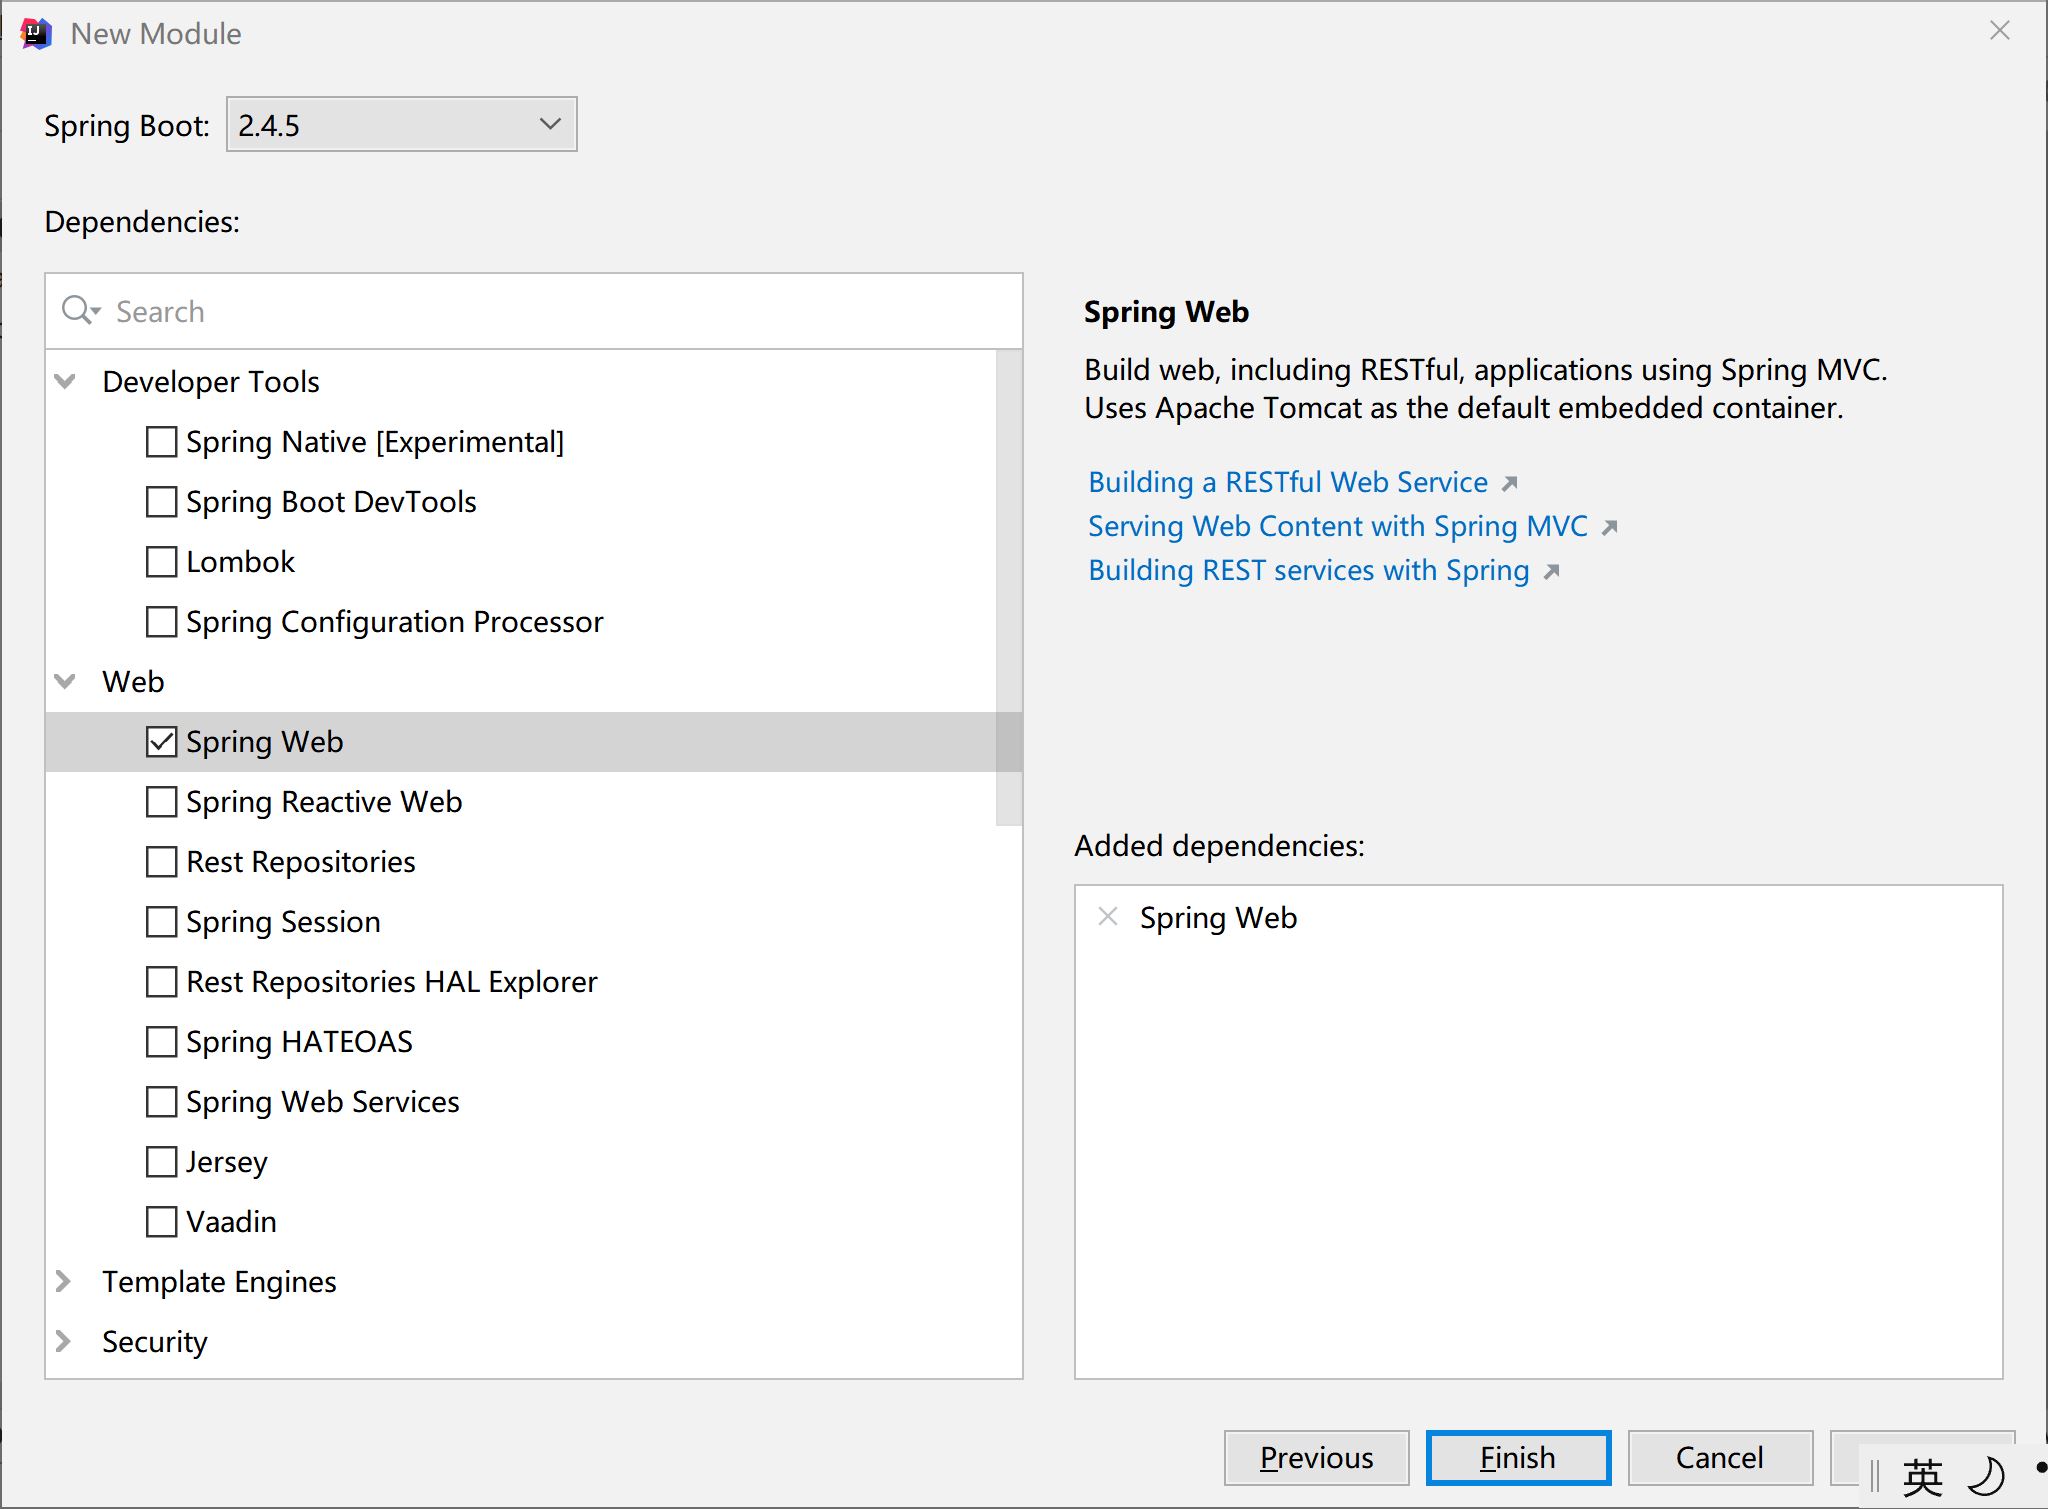 New Module
Spring Boot: 2.4.5
Dependencies:
Search
Developer Tools
Spring Native [Experimental]
Spring Boot DevTools
Lombok
Spring Configuration Processor
Web
Spring Web
Spring Reactive Web
Rest Repositories
Spring Session
Rest Repositories HAL Explorer
Spring HATEOAS
Spring Web Services
Jersey
Vaadin
Template Engines
Security
Spring Web
Build web, including RESTful, applications using Spring MVC.
Uses Apache Tomcat as the default embedded container.
Building a RESTful Web Service
Serving Web Content with Spring MVC
Building REST services with Spring
Added dependencies:
Spring Web
Previous
Finish
Cancel
英